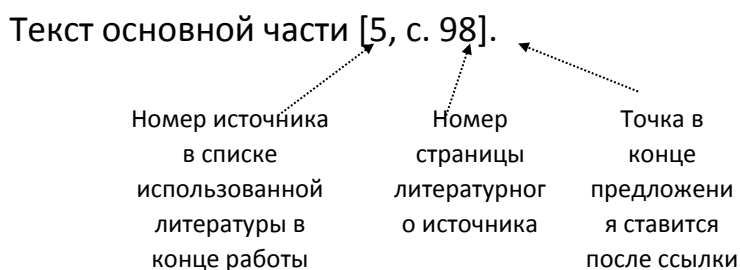 Текст основной части [5, с. 98].
Номер источника
в списке
использованной
литературы в
конце работы
Номер
страницы
литературног
о источника
Точка в
конце
предложени
я ставится
после ссылки